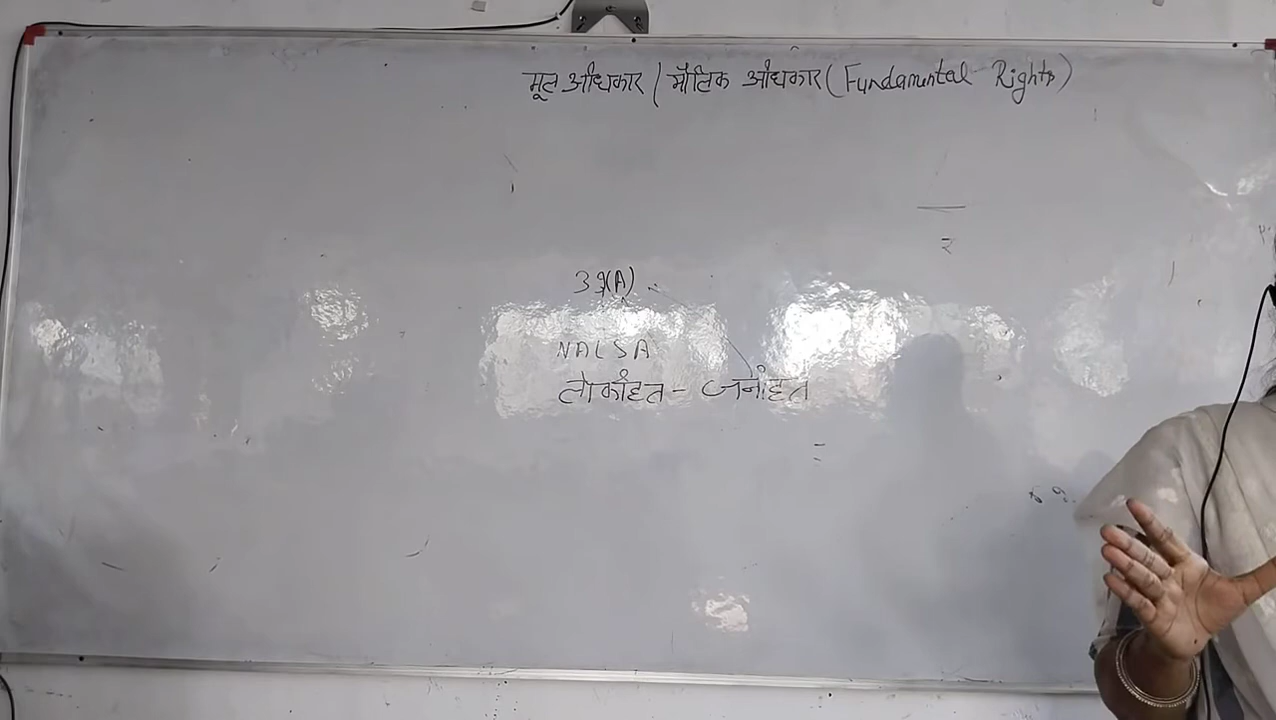 मूल अधिकार / मौलिक अधिकार ( Fundamental Rights )
39(A)
NALSA
लोकहित - जनहित